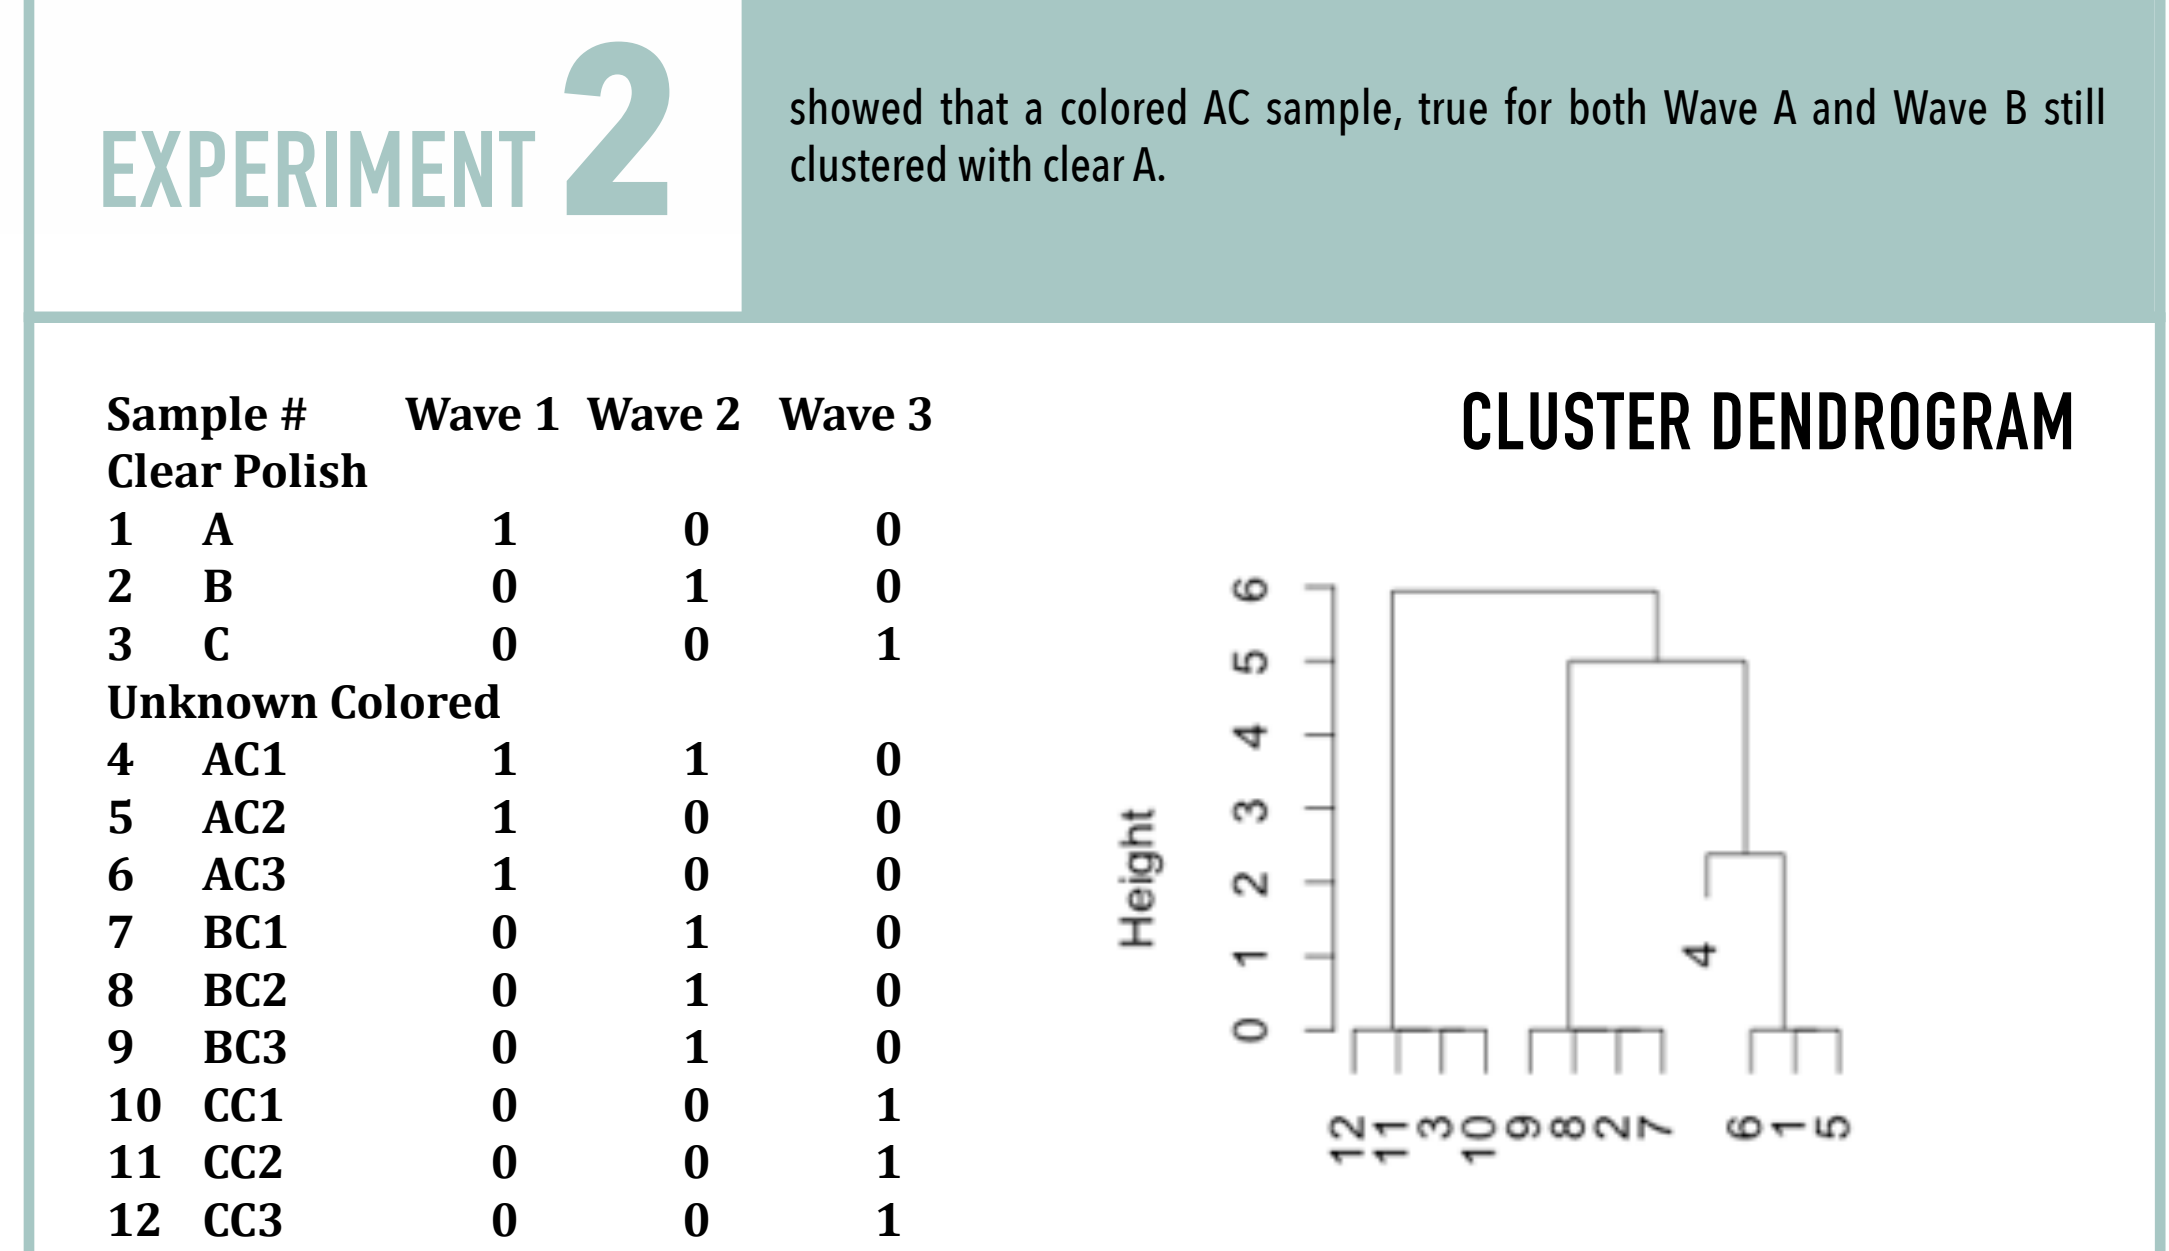 EXPERIMENT 2
showed that a colored AC sample, true for both Wave A and Wave B still
clustered with clear A.
Sample # Wave 1 Wave 2 Wave 3
Clear Polish
1 A 1 0 0
2 B 0 1 0
3 C 0 0 1
Unknown Colored
4 AC1 1 1 0
5 AC2 1 0 0
6 AC3 1 0 0
7 BC1 0 1 0
8 BC2 0 1 0
9 BC3 0 1 0
10 CC1 0 0 1
11 CC2 0 0 1
12 CC3 0 0 1
CLUSTER DENDROGRAM
Height
6
5
4
3
2
1
0
4
12 11 3 10 9 8 2 7 6 1 5